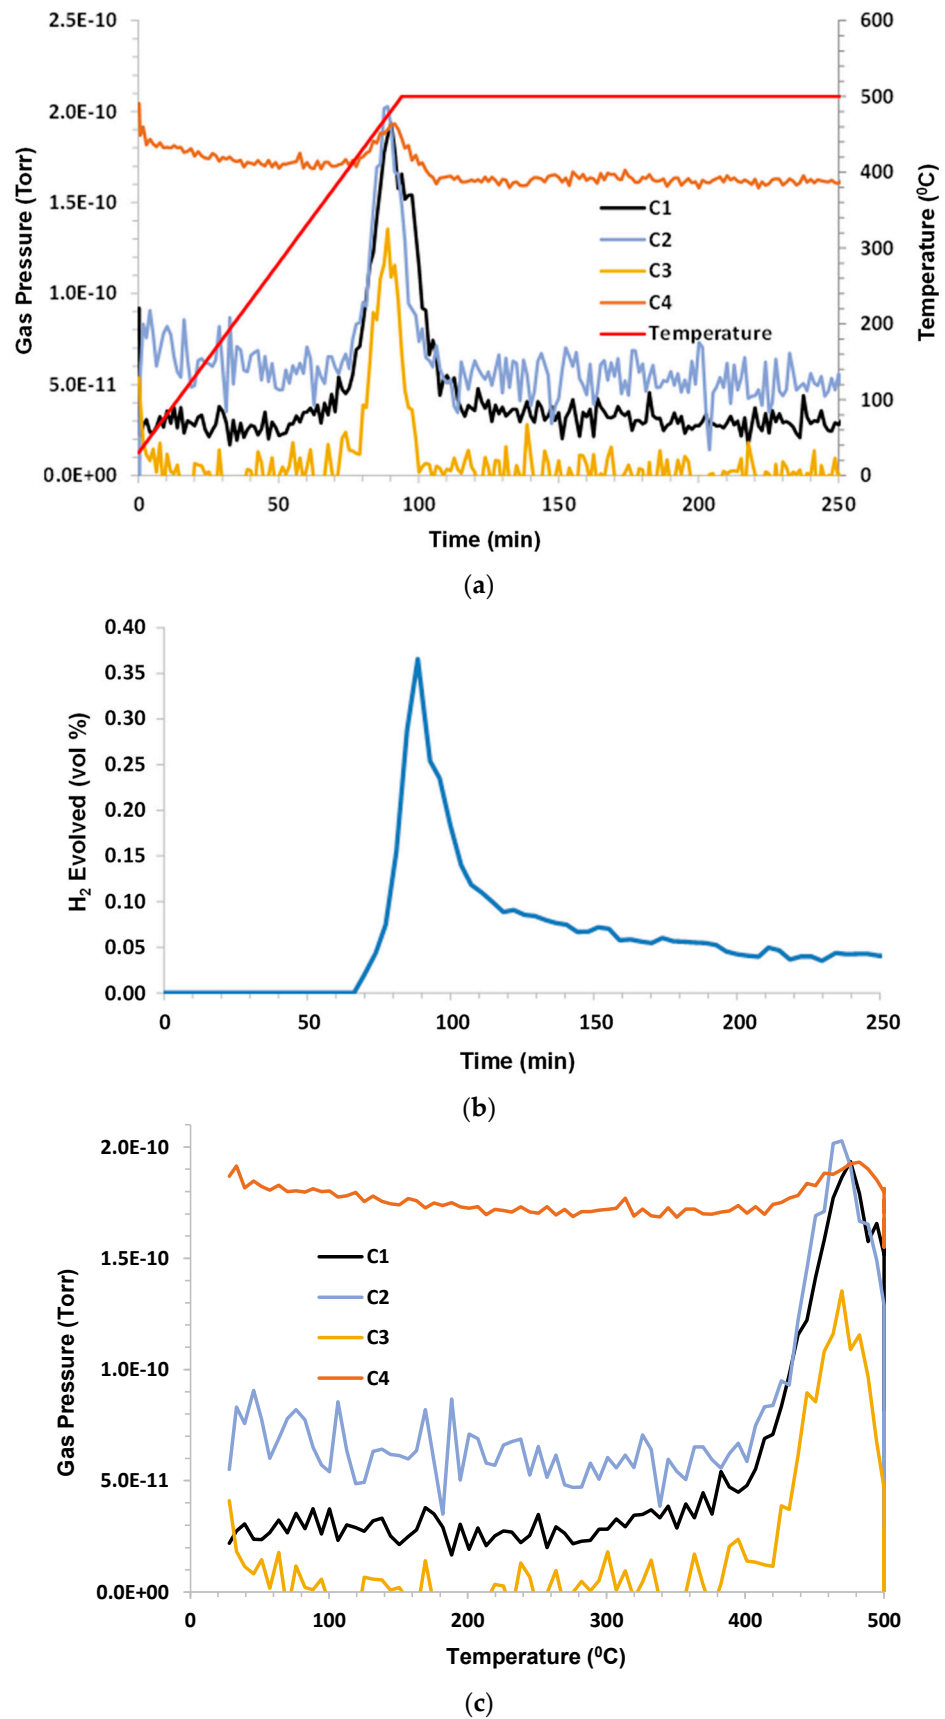 2.5E-10
2.0E-10
1.5E-10
1.0E-10
5.0E-11
0.0E+00
Gas Pressure (Torr)
600
500
400
300
200
100
0
Temperature (⁰C)
C1
C2
C3
C4
Temperature
0 50 100 150 200 250
Time (min)
(a)
0.40
0.35
0.30
0.25
0.20
0.15
0.10
0.05
0.00
H₂ Evolved (vol %)
0 50 100 150 200 250
Time (min)
(b)
2.0E-10
1.5E-10
1.0E-10
5.0E-11
0.0E+00
Gas Pressure (Torr)
C1
C2
C3
C4
0 100 200 300 400 500
Temperature (⁰C)
(c)